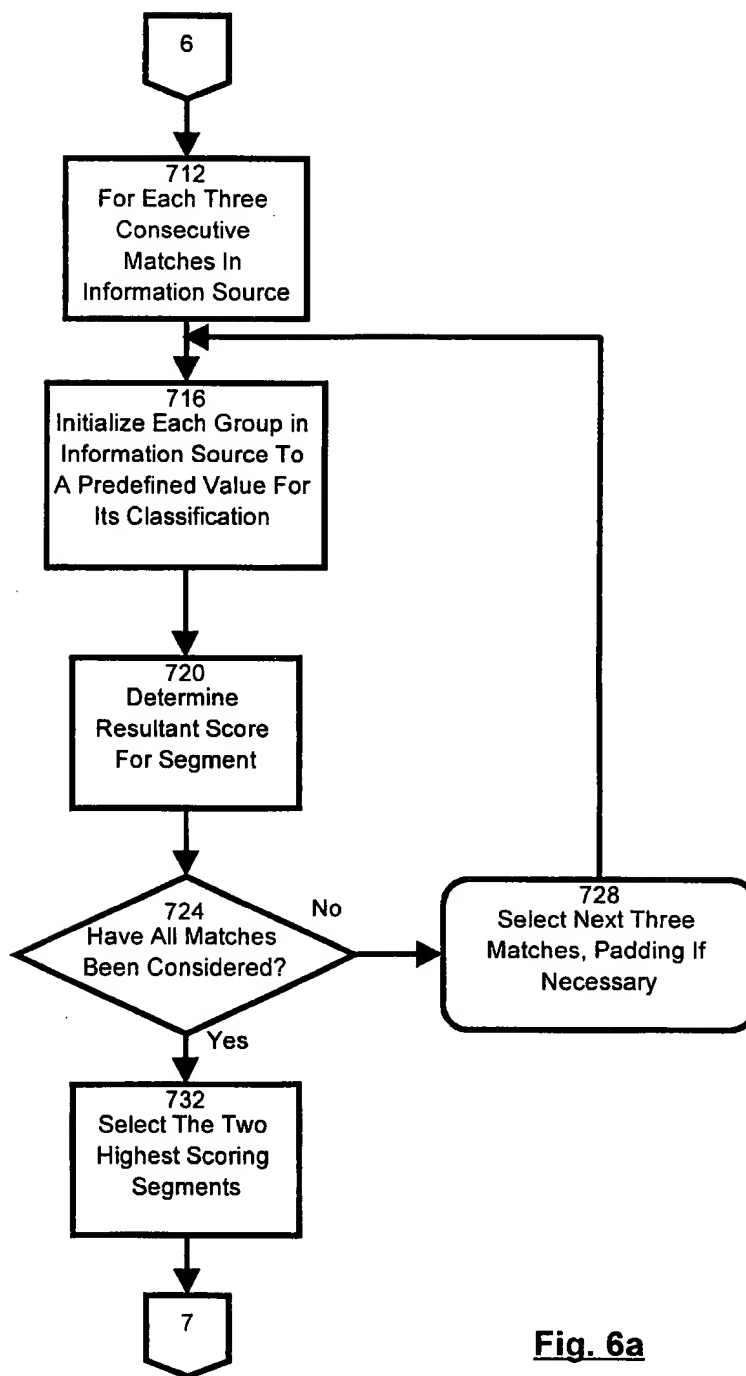 6
712
For Each Three
Consecutive
Matches In
Information Source
716
Initialize Each Group in
Information Source To
A Predefined Value For
Its Classification
720
Determine
Resultant Score
For Segment
724
Have All Matches
Been Considered?
No
728
Select Next Three
Matches, Padding If
Necessary
Yes
732
Select The Two
Highest Scoring
Segments
7
Fig. 6a